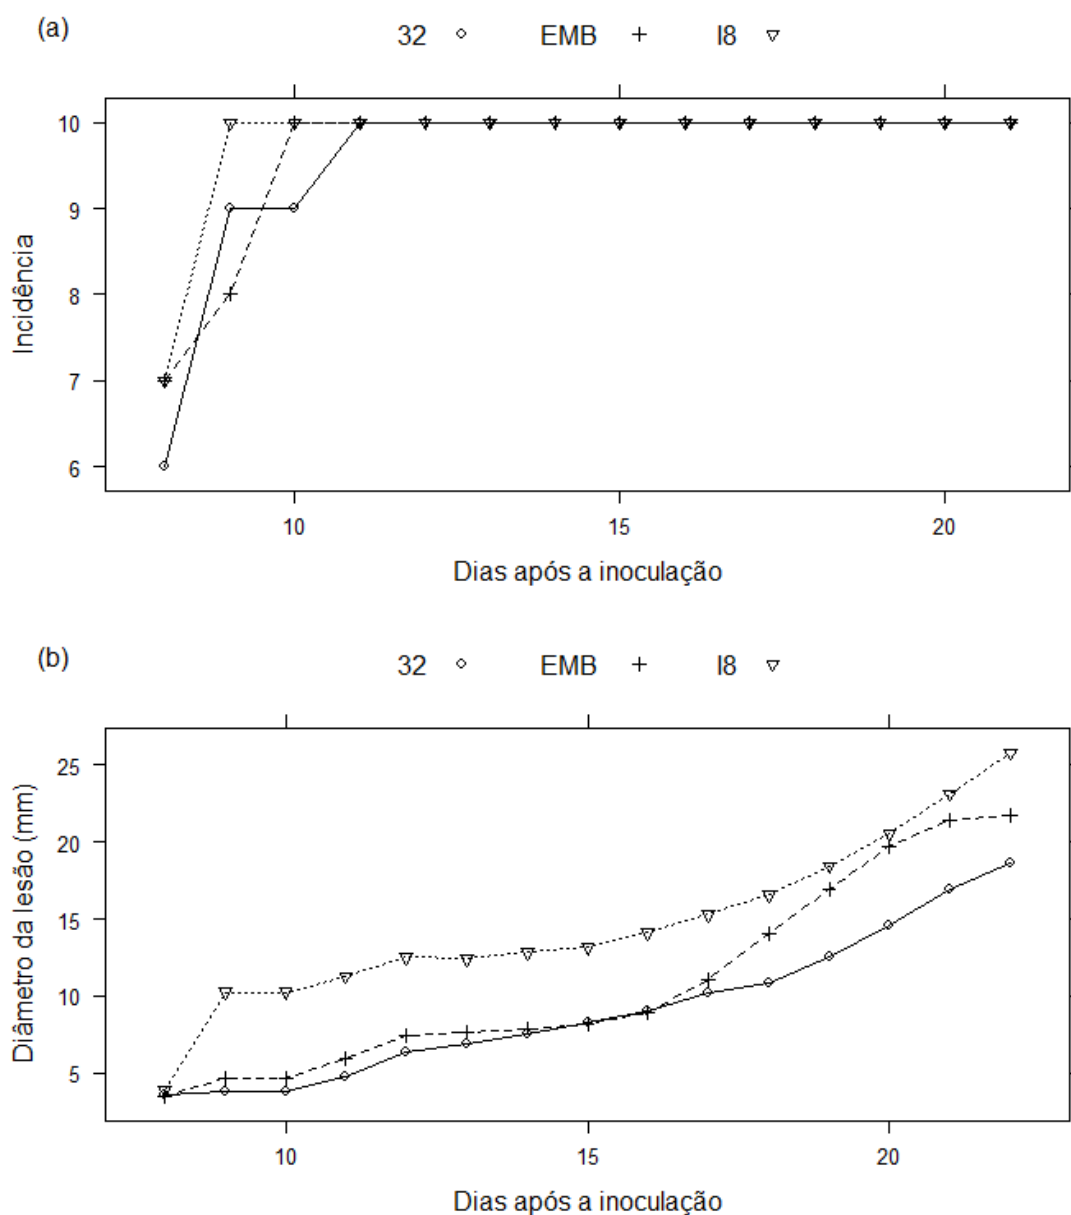 (a)
32 EMB I8
10
9
8
7
6
Incidência
10 15 20
Dias após a inoculação
(b)
32 EMB I8
25
20
15
10
5
Diâmetro da lesão (mm)
10 15 20
Dias após a inoculação